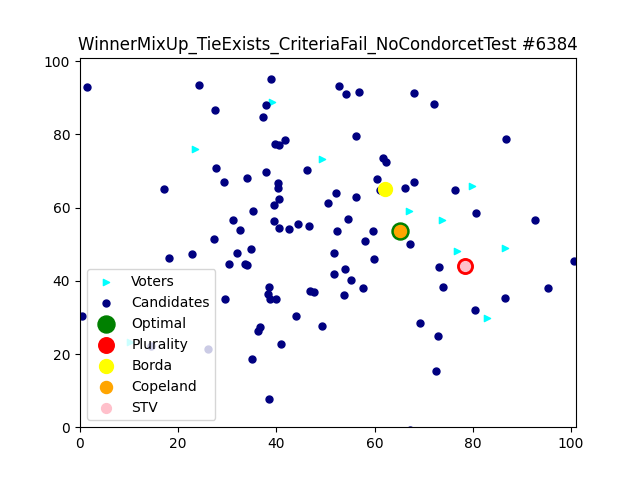 WinnerMixUp_TieExists_CriteriaFail_NoCondorcetTest #6384
100
80
60
40
20
0
Voters
Candidates
Optimal
Plurality
Borda
Copeland
STV
0 20 40 60 80 100